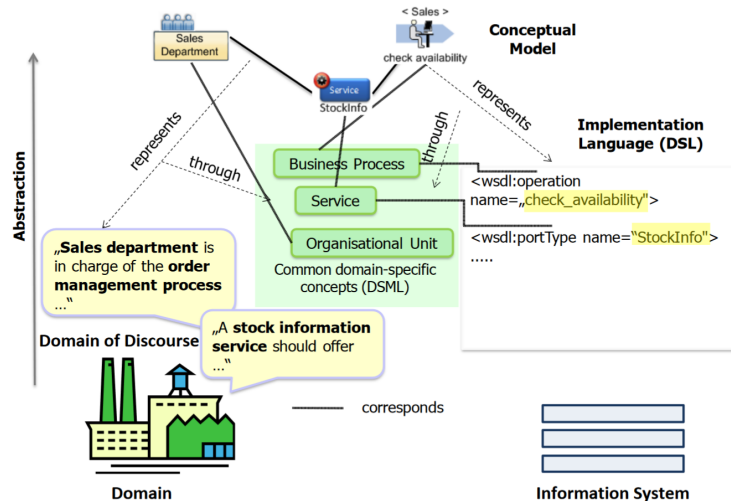 < Sales >
Sales
Department
check availability
Conceptual
Model
Service
StockInfo
Abstraction
represents
through
through
represents
Implementation
Language (DSL)
Business Process
Service
Organisational Unit
Common domain-specific
concepts (DSML)
<wsdl:operation
name=„check_availability">
<wsdl:portType name=“StockInfo">
.....
„Sales department is
in charge of the order
management process
...“
„A stock information
service should offer
...“
Domain of Discourse
corresponds
Domain
Information System